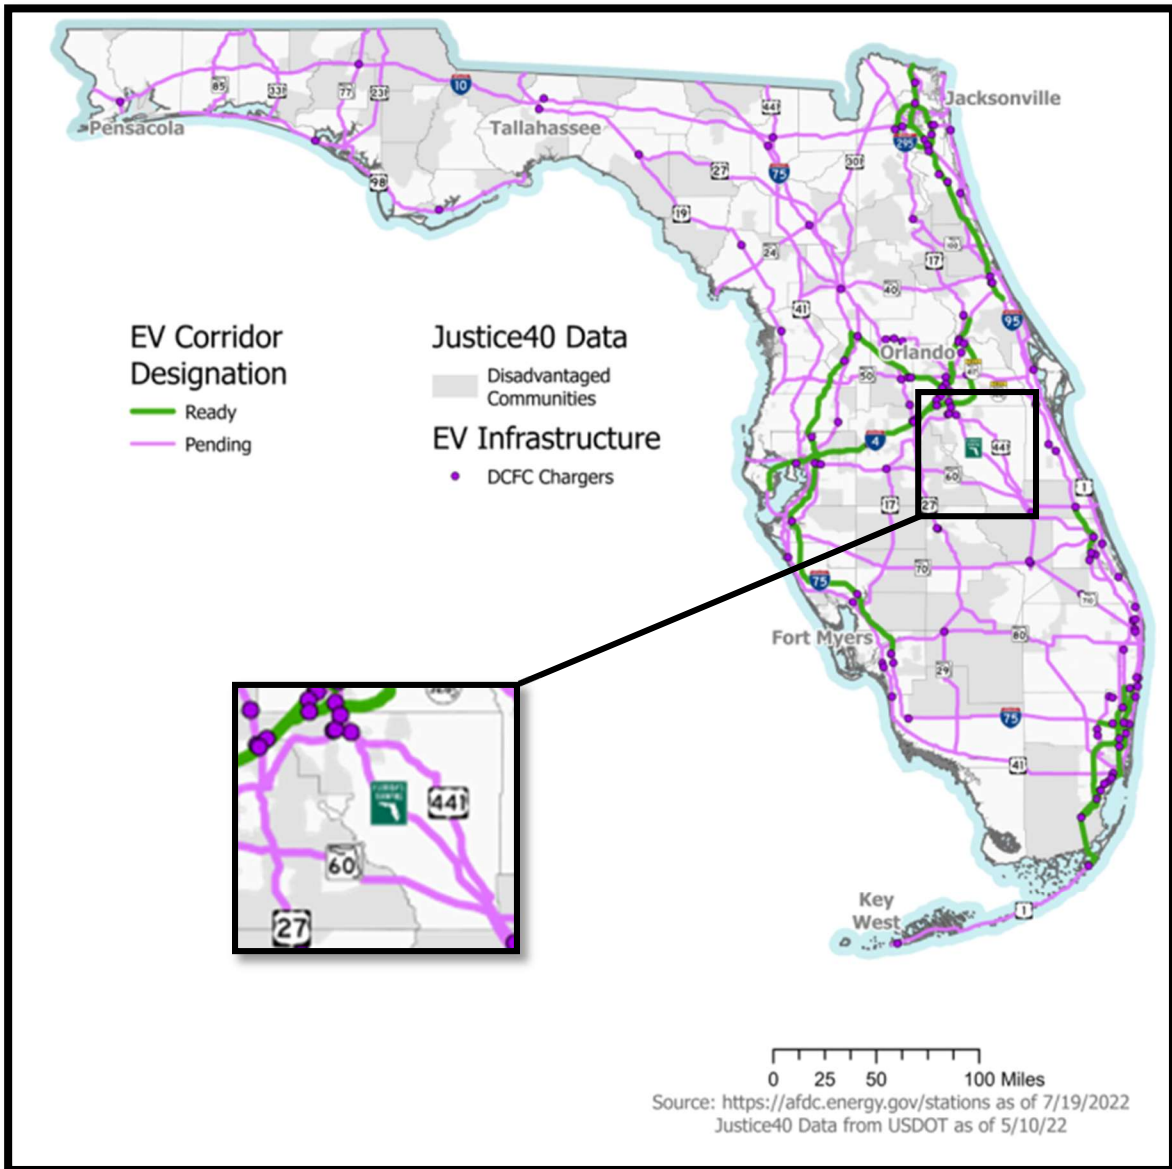 85
331
77
231
10
441
Jacksonville
Pensacola
Tallahassee
295
301
27
75
98
19
24
17
100
40
41
95
EV Corridor
Designation
Ready
Pending
Justice40 Data
Disadvantaged
Communities
EV Infrastructure
DCFC Chargers
Orlando
50
4
441
60
1
17
27
70
75
710
Fort Myers
80
29
75
41
441
60
27
Key
West
1
0 25 50 100 Miles
Source: https://afdc.energy.gov/stations as of 7/19/2022
Justice40 Data from USDOT as of 5/10/22